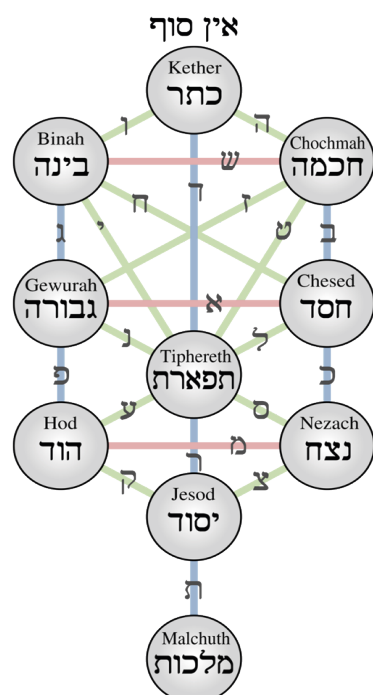 אין סוף
Kether
כתר
ו
ה
Binah
בינה
Chochmah
חכמה
ש
ד
ח
ז
ג
י
ט
ב
Gewurah
גבורה
Chesed
חסד
א
נ
ל
Tiphereth
תפארת
פ
כ
ע
ס
Hod
הוד
Nezach
נצח
מ
ר
ק
צ
Jesod
יסוד
ת
Malchuth
מלכות